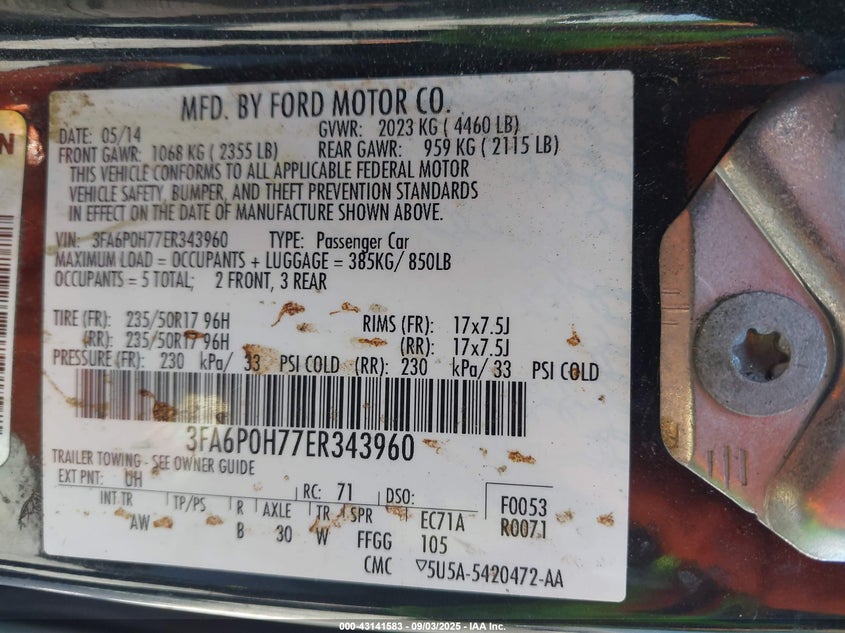 MFD. BY FORD MOTOR CO.
DATE: 05/14 GVWR: 2023 KG ( 4460 LB)
FRONT GAWR: 1068 KG ( 2355 LB) REAR GAWR: 959 KG ( 2115 LB)
THIS VEHICLE CONFORMS TO ALL APPLICABLE FEDERAL MOTOR
VEHICLE SAFETY, BUMPER, AND THEFT PREVENTION STANDARDS
IN EFFECT ON THE DATE OF MANUFACTURE SHOWN ABOVE.
VIN: 3FA6P0H77ER343960 TYPE: Passenger Car
MAXIMUM LOAD = OCCUPANTS + LUGGAGE = 385KG/ 850LB
OCCUPANTS = 5 TOTAL; 2 FRONT, 3 REAR
TIRE (FR): 235/50R17 96H RIMS (FR): 17x7.5J
(RR): 235/50R17 96H (RR): 17x7.5J
PRESSURE (FR): 230 kPa/ 33 PSI COLD (RR): 230 kPa/ 33 PSI COLD
3FA6P0H77ER343960
TRAILER TOWING - SEE OWNER GUIDE
EXT PNT: UH RC: 71 DSO: F0053
INT TR TP/PS R AXLE TR SPR EC71A R0071
AW B 30 W FFGG 105
CMC ▽5U5A-5420472-AA
N
000-43141583 - 09/03/2025 - IAA Inc.